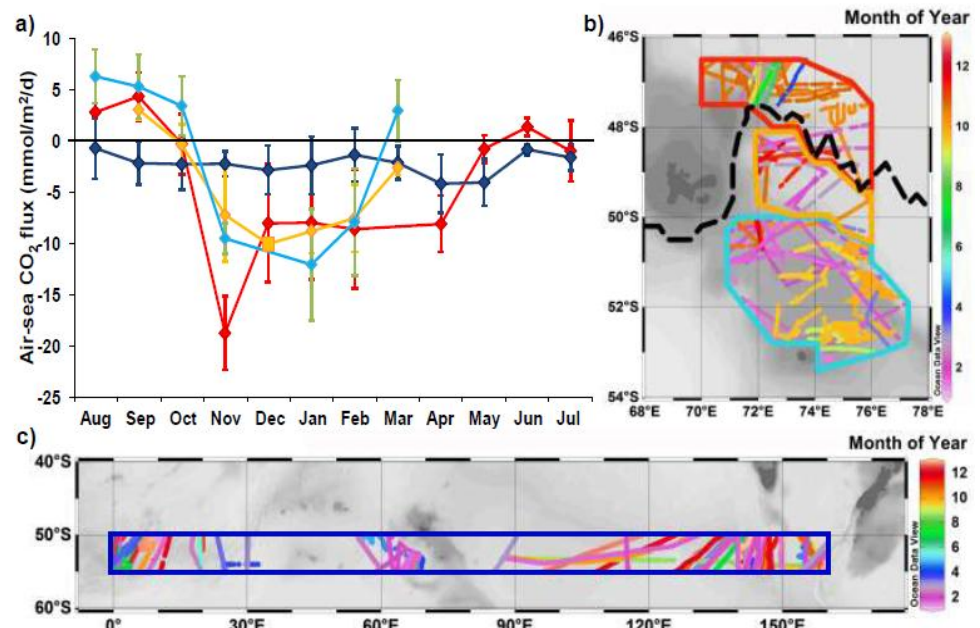 a)
Air-sea CO2 flux (mmol/m2/d)
10
5
0
-5
-10
-15
-20
-25
Aug Sep Oct Nov Dec Jan Feb Mar Apr May Jun Jul
b)
Month of Year
46°S
48°S
50°S
52°S
54°S
68°E 70°E 72°E 74°E 76°E 78°E
12
10
8
6
4
2
Ocean Data View
c)
Month of Year
40°S
50°S
60°S
0° 30°E 60°E 90°E 120°E 150°E
12
10
8
6
4
2
Ocean Data View